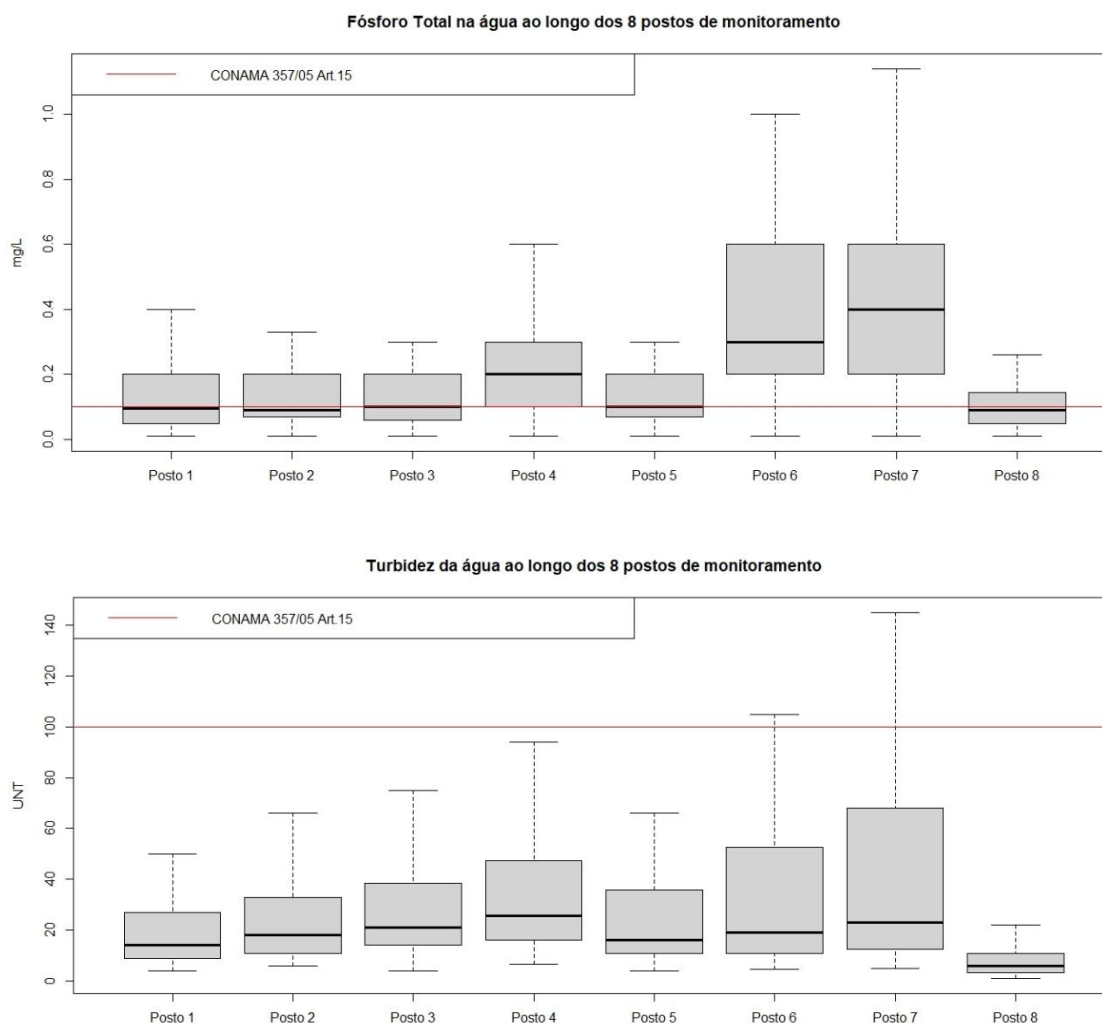 Fósforo Total na água ao longo dos 8 postos de monitoramento
CONAMA 357/05 Art.15
1.0
0.8
0.6
0.4
0.2
0.0
mg/L
Posto 1 Posto 2 Posto 3 Posto 4 Posto 5 Posto 6 Posto 7 Posto 8
Turbidez da água ao longo dos 8 postos de monitoramento
CONAMA 357/05 Art.15
140
120
100
80
60
40
20
0
UNT
Posto 1 Posto 2 Posto 3 Posto 4 Posto 5 Posto 6 Posto 7 Posto 8